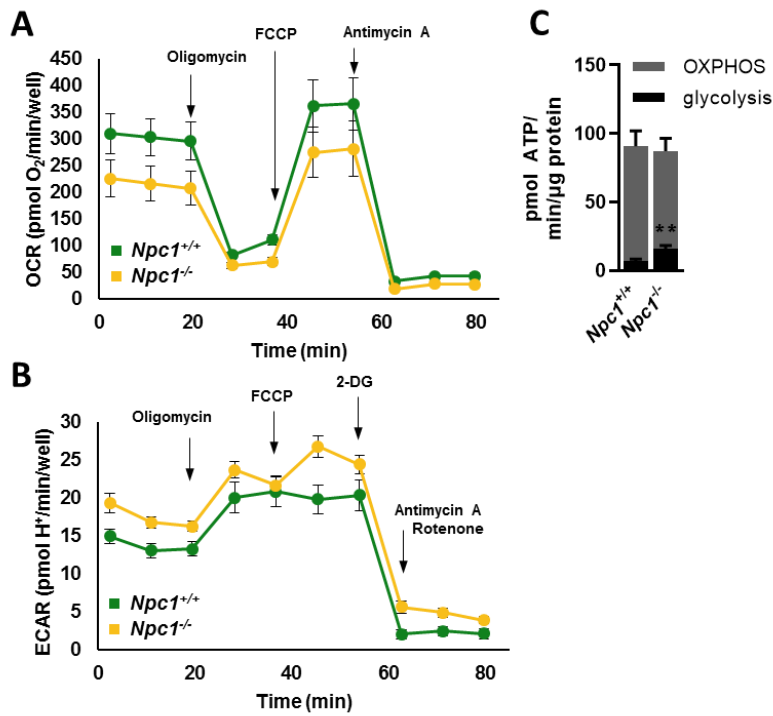 A
OCR (pmol O₂/min/well)
450
400
350
300
250
200
150
100
50
0
Oligomycin
FCCP
Antimycin A
Npc1⁺/⁺
Npc1⁻/⁻
0 20 40 60 80
Time (min)
B
ECAR (pmol H⁺/min/well)
30
25
20
15
10
5
0
Oligomycin
FCCP
2-DG
Antimycin A
Rotenone
Npc1⁺/⁺
Npc1⁻/⁻
0 20 40 60 80
Time (min)
C
pmol ATP/
min/µg protein
150
100
50
0
OXPHOS
glycolysis
**
Npc1⁺/⁺
Npc1⁻/⁻